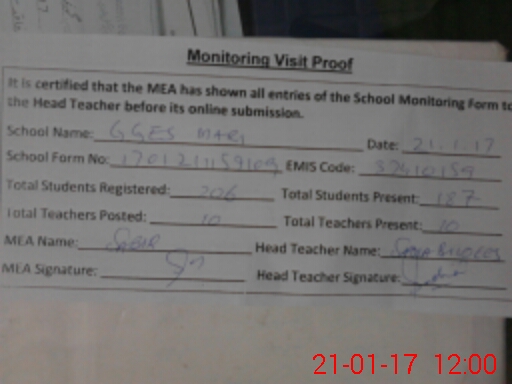 Monitoring Visit Proof
It is certified that the MEA has shown all entries of the School Monitoring Form to
the Head Teacher before its online submission.
School Name: GGES Date: 21.1.17
School Form No: EMIS Code:
Total Students Registered: 206 Total Students Present: 187
Total Teachers Posted: 10 Total Teachers Present: 10
MEA Name: Head Teacher Name:
MEA Signature: Head Teacher Signature:
21-01-17 12:00